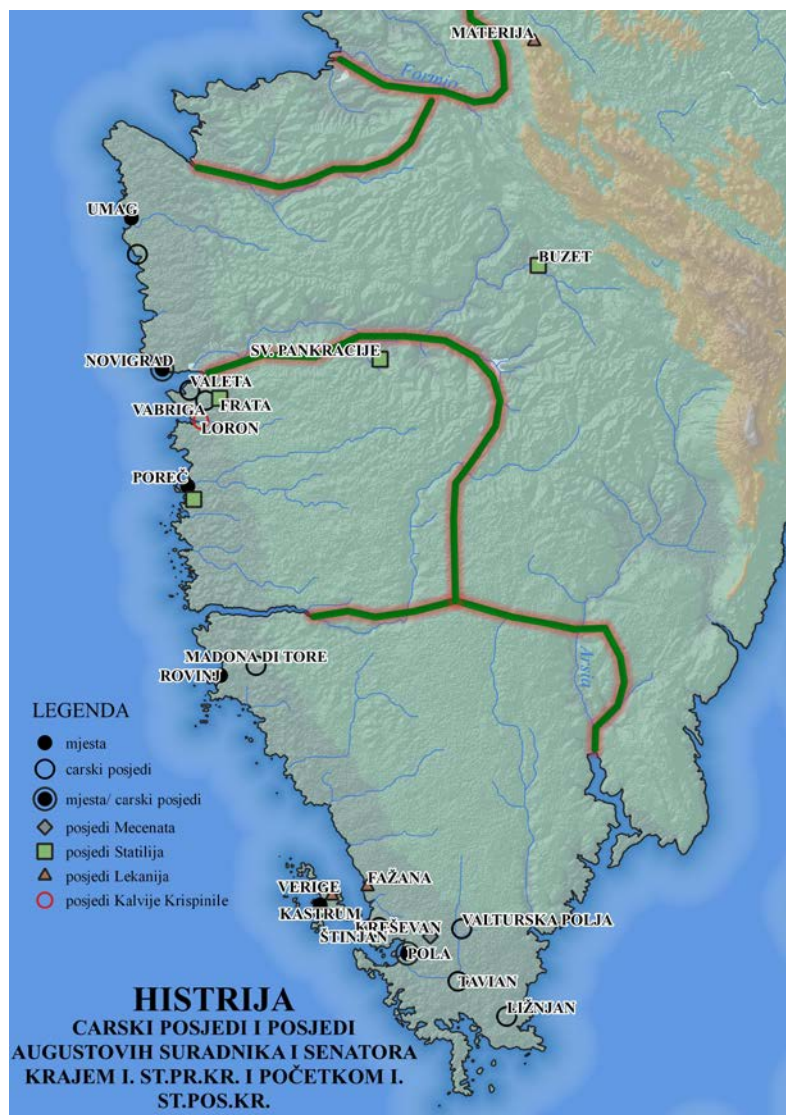 MATERIJA
Formio
UMAG
BUZET
SV. PANKRACIJE
NOVIGRAD
VALETA
VABRIGA
FRATA
LORON
POREČ
MADONA DI TORE
ROVINJ
Arsia
LEGENDA
mjesta
carski posjedi
mjesta/ carski posjedi
posjedi Mecenata
posjedi Statilija
posjedi Lekanija
posjedi Kalvije Krispinile
FAŽANA
VERIGE
KASTRUM
KREŠEVAN
VALTURSKA POLJA
ŠTINJAN
POLA
TAVIAN
LIŽNJAN
HISTRIJA
CARSKI POSJEDI I POSJEDI
AUGUSTOVIH SURADNIKA I SENATORA
KRAJEM I. ST.PR.KR. I POČETKOM I.
ST.POS.KR.